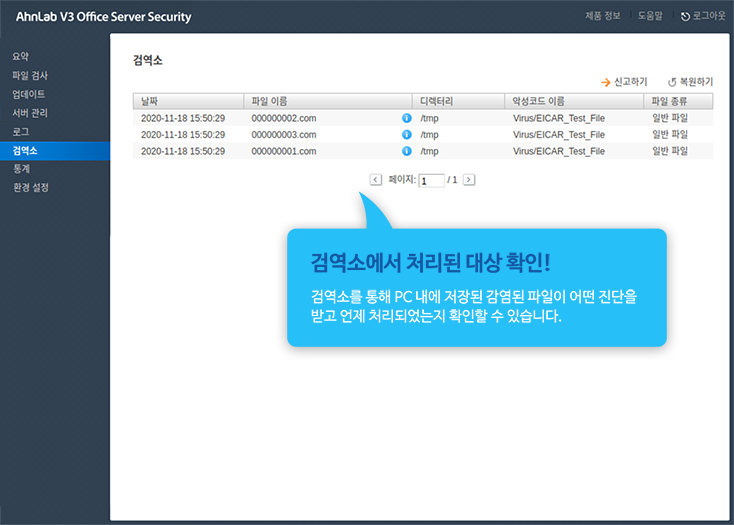 AhnLab V3 Office Server Security
제품 정보 도움말 로그아웃
요약
파일 검사
업데이트
서버 관리
로그
검역소
통계
환경 설정
검역소
신고하기 복원하기
날짜 파일 이름 디렉터리 악성코드 이름 파일 종류
2020-11-18 15:50:29 000000002.com /tmp Virus/EICAR_Test_File 일반 파일
2020-11-18 15:50:29 000000003.com /tmp Virus/EICAR_Test_File 일반 파일
2020-11-18 15:50:29 000000001.com /tmp Virus/EICAR_Test_File 일반 파일
페이지: 1 / 1
검역소에서 처리된 대상 확인!
검역소를 통해 PC 내에 저장된 감염된 파일이 어떤 진단을
받고 언제 처리되었는지 확인할 수 있습니다.